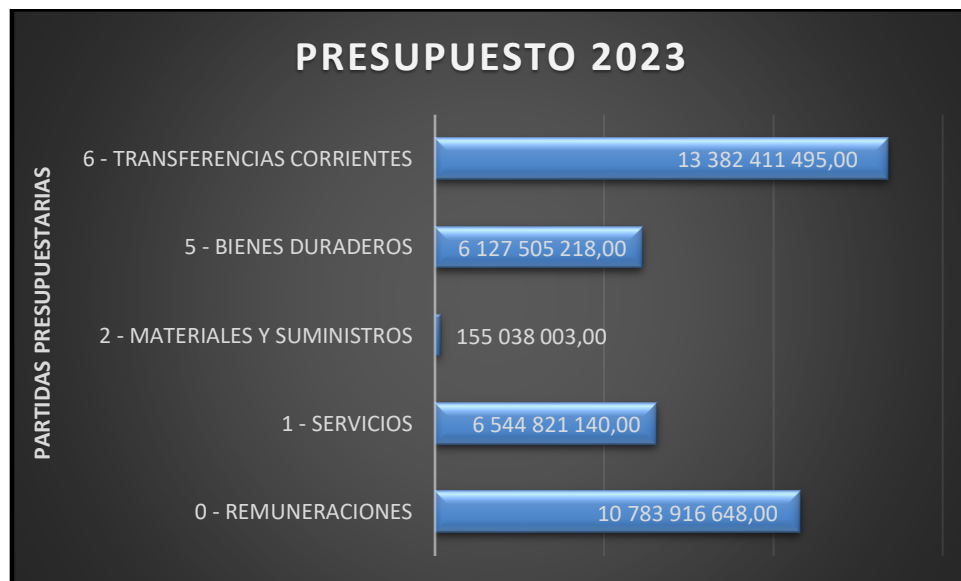 PRESUPUESTO 2023
PARTIDAS PRESUPUESTARIAS
6 - TRANSFERENCIAS CORRIENTES
13 382 411 495,00
5 - BIENES DURADEROS
6 127 505 218,00
2 - MATERIALES Y SUMINISTROS
155 038 003,00
1 - SERVICIOS
6 544 821 140,00
0 - REMUNERACIONES
10 783 916 648,00